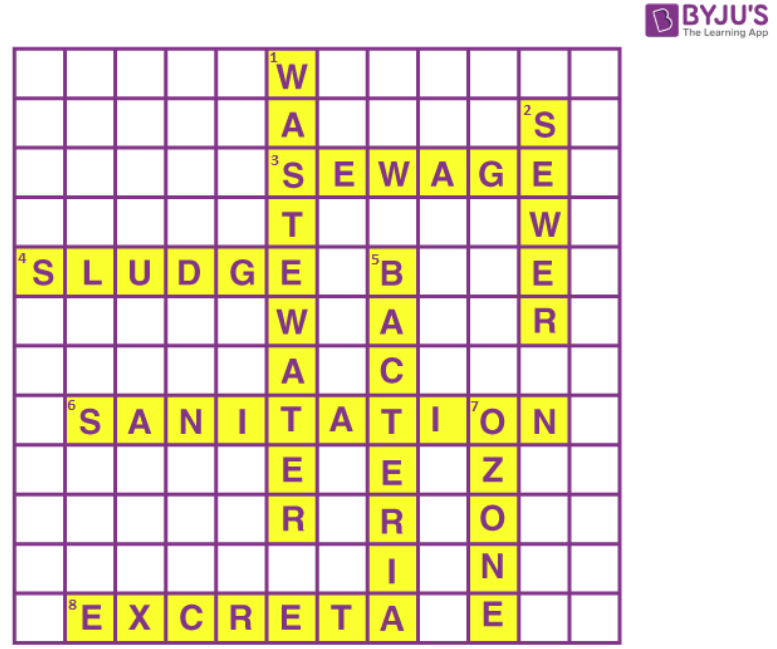 BYJU'S
The Learning App
1 W
A 2 S
3 S E W A G E
T W
4 S L U D G E 5 B E
W A R
A C
6 S A N I T A T I 7 O N
E E Z
R R O
I N
8 E X C R E T A E